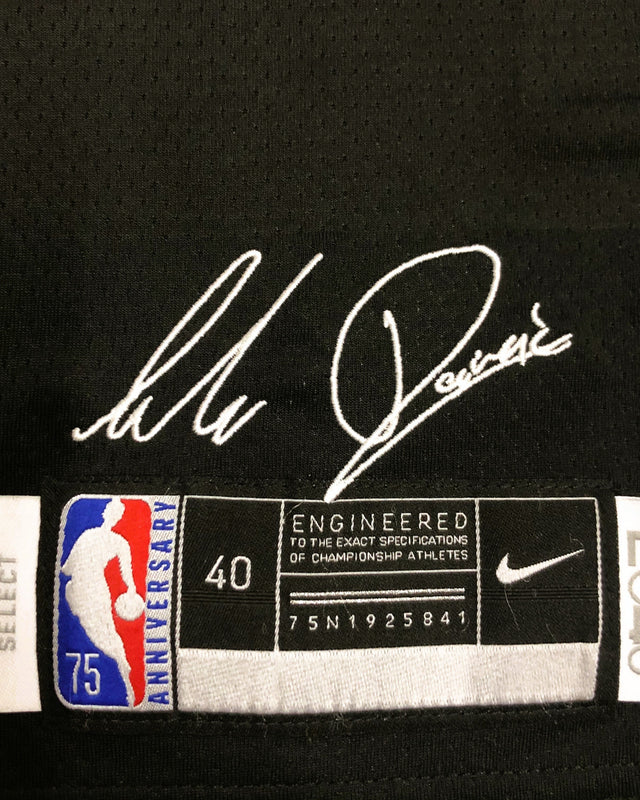 SELECT
75
ANNIVERSARY
40
ENGINEERED
TO THE EXACT SPECIFICATIONS
OF CHAMPIONSHIP ATHLETES
75N1925841